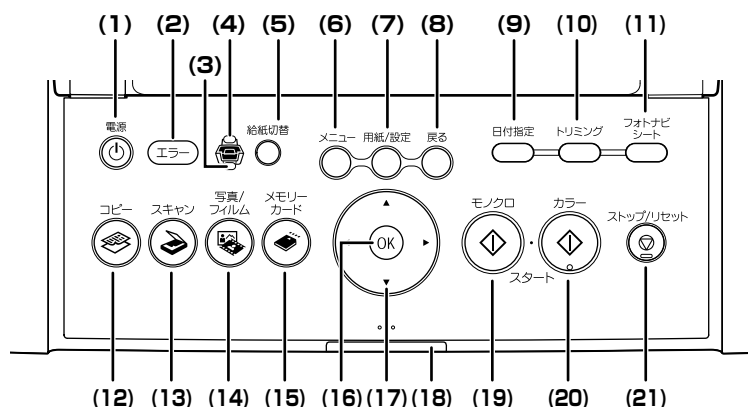 (1) (2) (4) (5) (6) (7) (8) (9) (10) (11)
(3)
電源
エラー
給紙切替
メニュー 用紙/設定 戻る
日付指定 トリミング フォトナビ
シート
コピー スキャン 写真/
フィルム
メモリー
カード
OK
モノクロ カラー
スタート
ストップ/リセット
(12) (13) (14) (15) (16) (17) (18) (19) (20) (21)